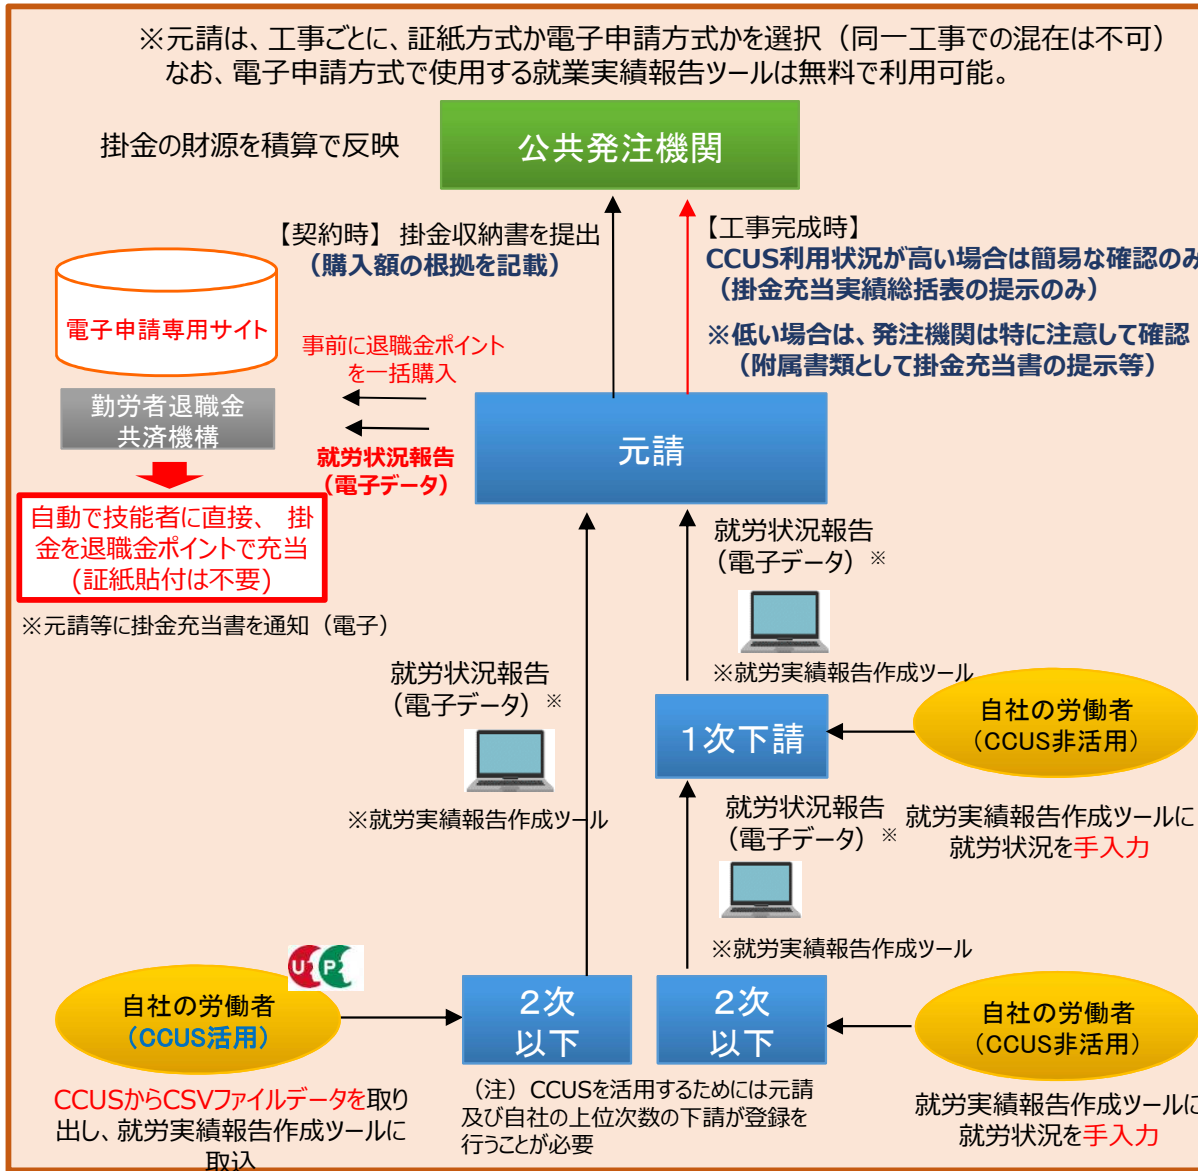 ※元請は、工事ごとに、証紙方式か電子申請方式かを選択（同一工事での混在は不可）
なお、電子申請方式で使用する就業実績報告ツールは無料で利用可能。
掛金の財源を積算で反映
公共発注機関
【契約時】 掛金収納書を提出
（購入額の根拠を記載）
【工事完成時】
CCUS利用状況が高い場合は簡易な確認のみ
（掛金充当実績総括表の提示のみ）
※低い場合は、発注機関は特に注意して確認
（附属書類として掛金充当書の提示等）
電子申請専用サイト
事前に退職金ポイント
を一括購入
勤労者退職金
共済機構
就労状況報告
（電子データ）
元請
自動で技能者に直接、 掛
金を退職金ポイントで充当
(証紙貼付は不要)
※元請等に掛金充当書を通知（電子）
就労状況報告
（電子データ）※
※就労実績報告作成ツール
就労状況報告
（電子データ）※
※就労実績報告作成ツール
１次下請
自社の労働者
（CCUS非活用）
就労実績報告作成ツールに
就労状況を手入力
就労状況報告
（電子データ）※
※就労実績報告作成ツール
U P
自社の労働者
（CCUS活用）
２次
以下
２次
以下
自社の労働者
（CCUS非活用）
CCUSからCSVファイルデータを取り
出し、就労実績報告作成ツールに
取込
（注）CCUSを活用するためには元請
及び自社の上位次数の下請が登録を
行うことが必要
就労実績報告作成ツールに
就労状況を手入力